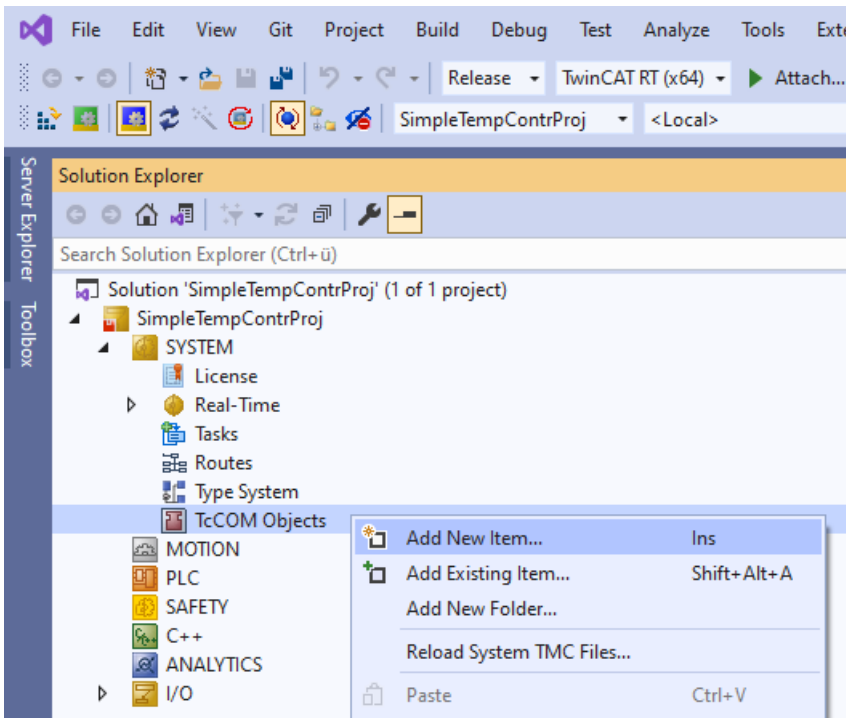 File Edit View Git Project Build Debug Test Analyze Tools Exte
Release TwinCAT RT (x64) Attach...
SimpleTempContrProj <Local>
Server Explorer
Toolbox
Solution Explorer
Search Solution Explorer (Ctrl+ü)
Solution 'SimpleTempContrProj' (1 of 1 project)
SimpleTempContrProj
SYSTEM
License
Real-Time
Tasks
Routes
Type System
TcCOM Objects
MOTION
PLC
SAFETY
C++
ANALYTICS
I/O
Add New Item... Ins
Add Existing Item... Shift+Alt+A
Add New Folder...
Reload System TMC Files...
Paste Ctrl+V